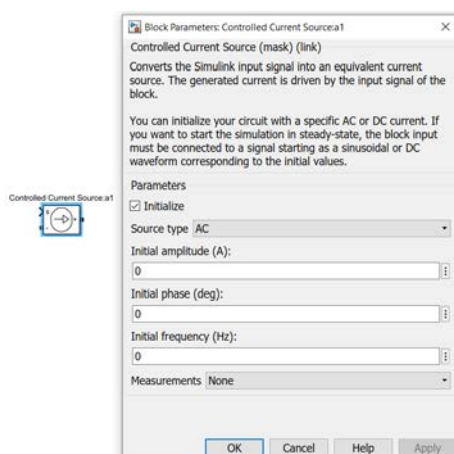 Block Parameters: Controlled Current Source:a1
Controlled Current Source (mask) (link)
Converts the Simulink input signal into an equivalent current
source. The generated current is driven by the input signal of the
block.
You can initialize your circuit with a specific AC or DC current. If
you want to start the simulation in steady-state, the block input
must be connected to a signal starting as a sinusoidal or DC
waveform corresponding to the initial values.
Parameters
Initialize
Source type AC
Initial amplitude (A):
0
Initial phase (deg):
0
Initial frequency (Hz):
0
Measurements None
OK Cancel Help Apply
Controlled Current Source:a1